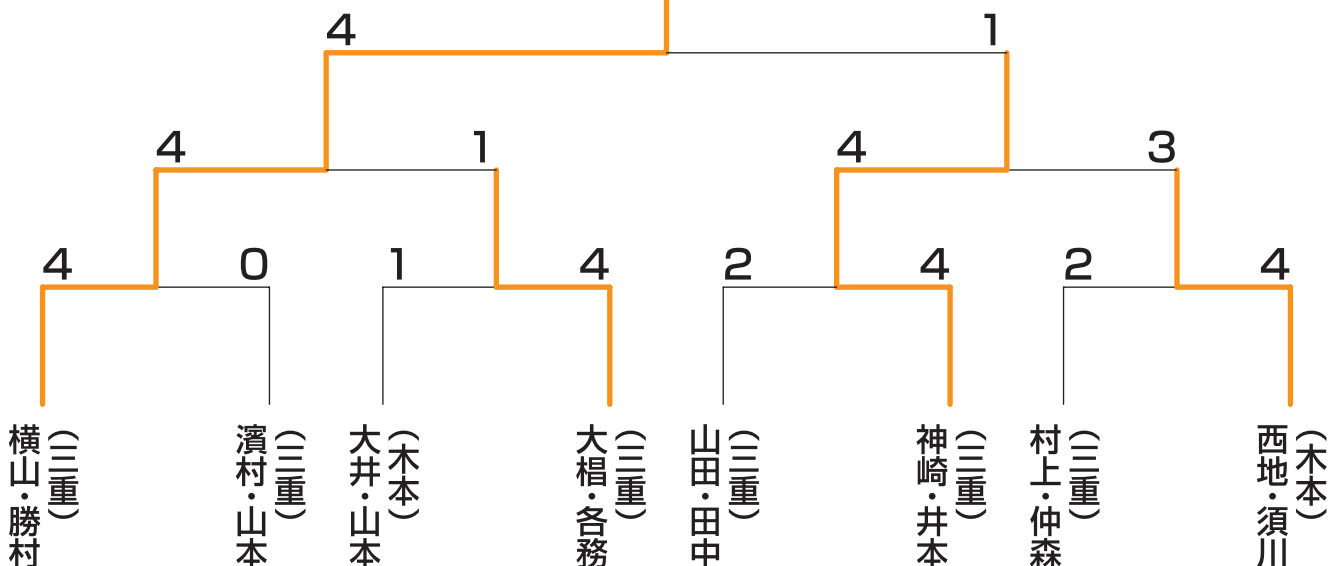 4
1
4
1
4
3
4
0
1
4
2
4
2
4
横山・勝村
(三重)
濱村・山本
(三重)
大井・山本
(木本)
大椙・各務
(三重)
山田・田中
(三重)
神崎・井本
(三重)
村上・仲森
(三重)
西地・須川
(木本)